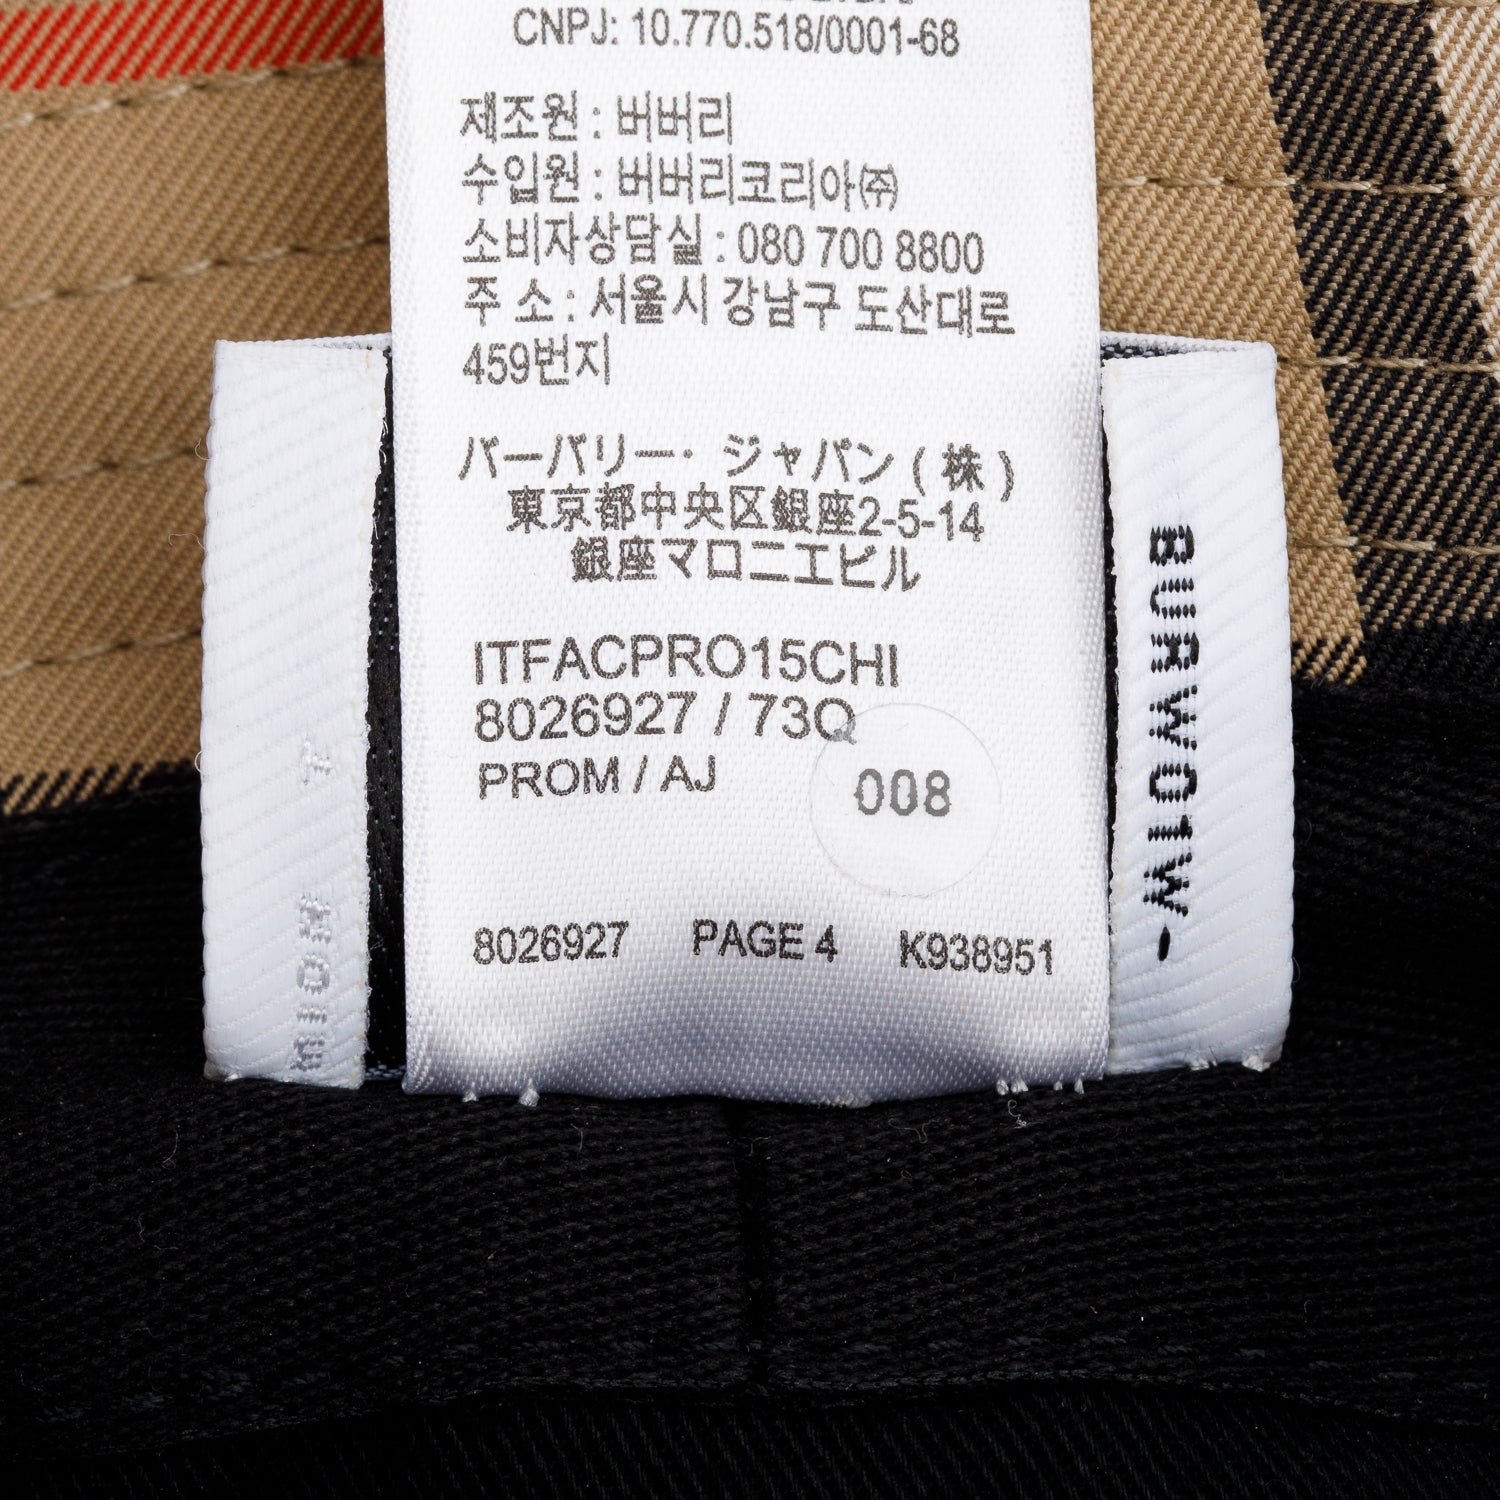 CNPJ: 10.770.518/0001-68
제조원 : 버버리
수입원 : 버버리코리아㈜
소비자상담실 : 080 700 8800
주 소 : 서울시 강남구 도산대로
459번지
バーバリー・ジャパン ( 株 )
東京都中央区銀座2-5-14
銀座マロニエビル
ITFACPRO15CHI
8026927 / 73Q
PROM / AJ
008
8026927 PAGE 4 K938951
BURWOTW-